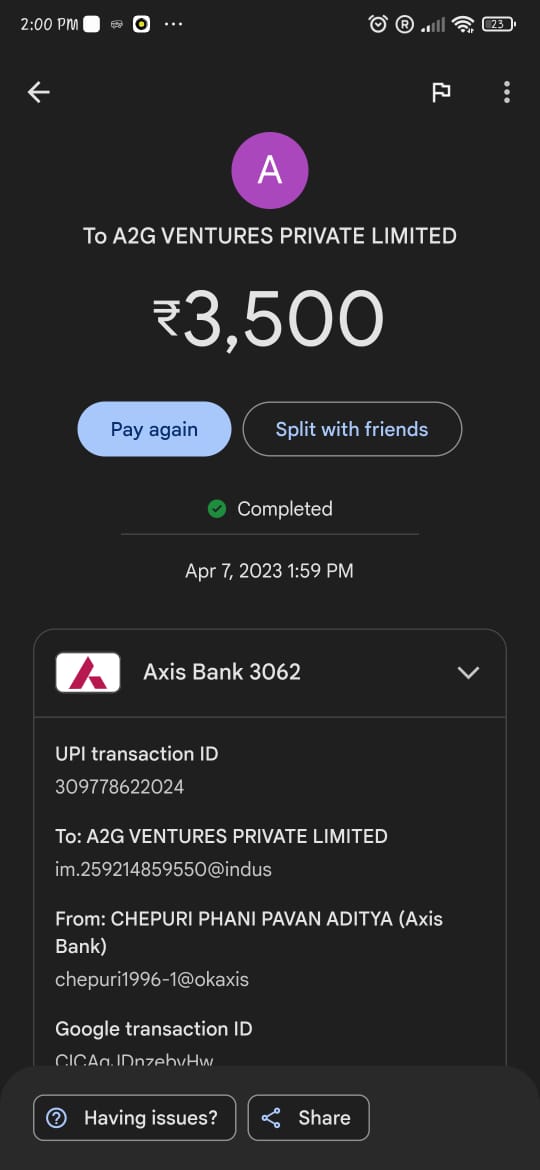 2:00 PM
R
23
A
To A2G VENTURES PRIVATE LIMITED
₹3,500
Pay again
Split with friends
Completed
Apr 7, 2023 1:59 PM
Axis Bank 3062
UPI transaction ID
309778622024
To: A2G VENTURES PRIVATE LIMITED
im.259214859550@indus
From: CHEPURI PHANI PAVAN ADITYA (Axis
Bank)
chepuri1996-1@okaxis
Google transaction ID
Having issues?
Share